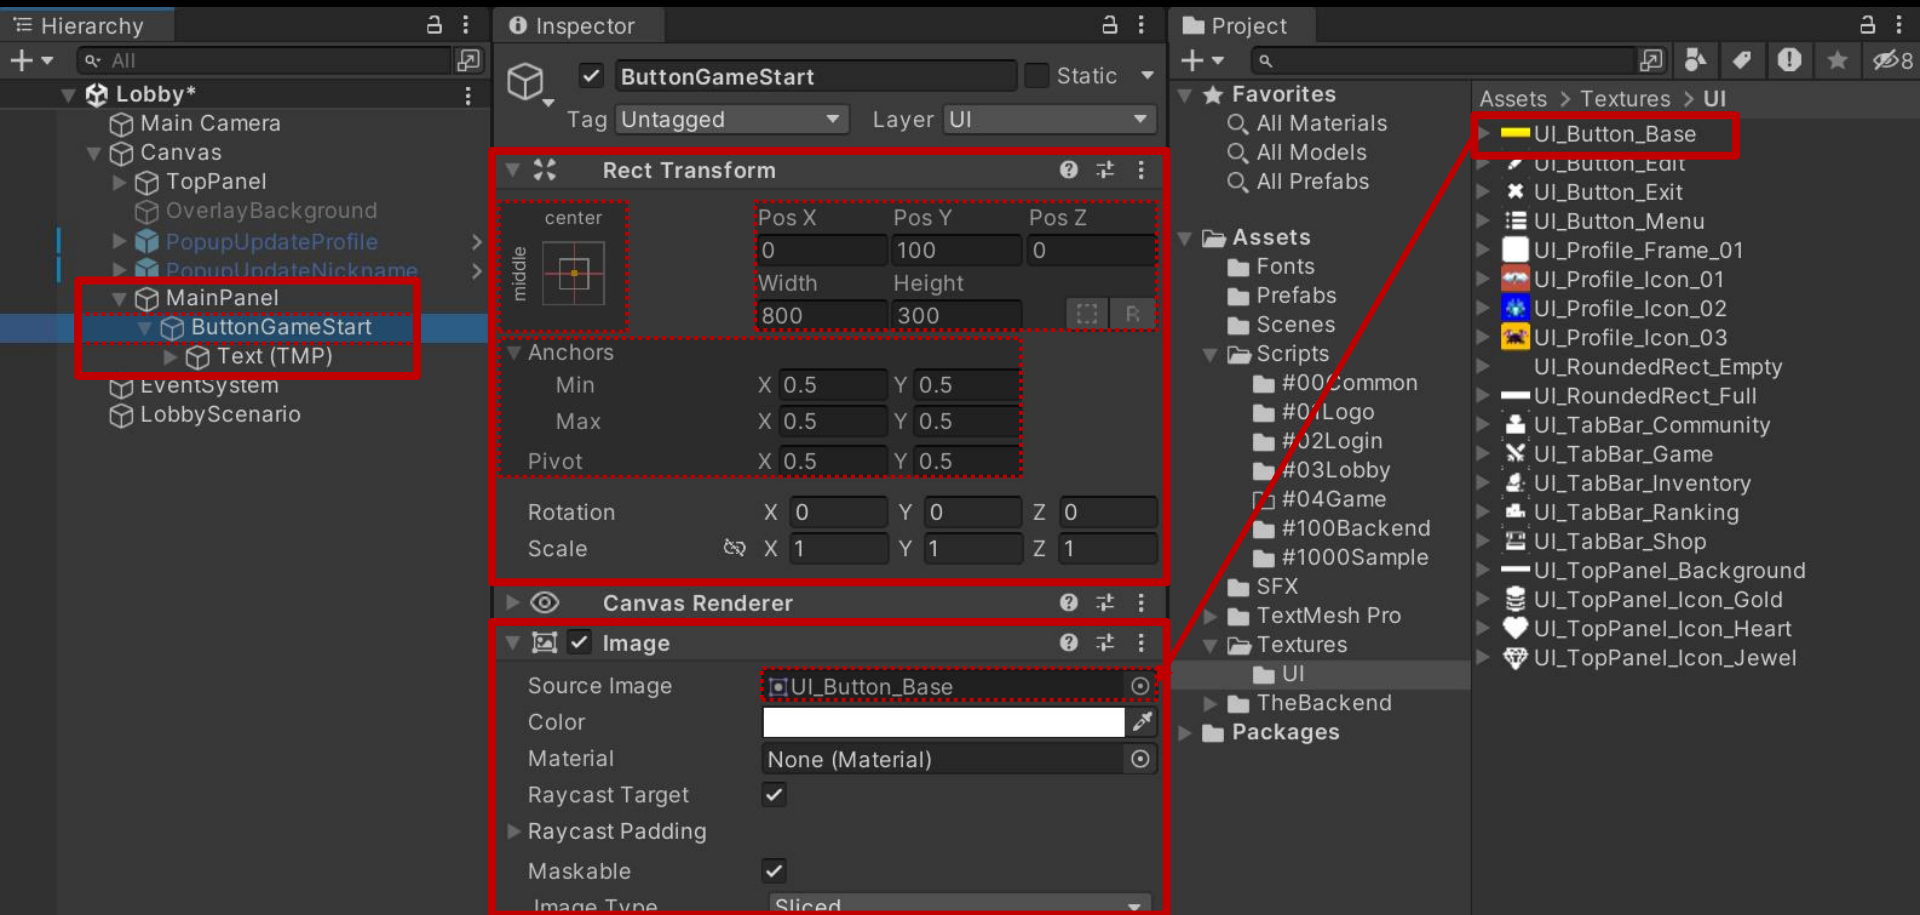 Hierarchy
All
Lobby*
Main Camera
Canvas
TopPanel
OverlayBackground
PopupUpdateProfile
PopupUpdateNickname
MainPanel
ButtonGameStart
Text (TMP)
EventSystem
LobbyScenario
Inspector
ButtonGameStart
Static
Tag Untagged Layer UI
Rect Transform
center
middle
Pos X Pos Y Pos Z
0 100 0
Width Height
800 300
R
Anchors
Min X 0.5 Y 0.5
Max X 0.5 Y 0.5
Pivot X 0.5 Y 0.5
Rotation X 0 Y 0 Z 0
Scale X 1 Y 1 Z 1
Canvas Renderer
Image
Source Image UI_Button_Base
Color
Material None (Material)
Raycast Target
Raycast Padding
Maskable
Image Type Sliced
Project
8
Favorites
All Materials
All Models
All Prefabs
Assets
Fonts
Prefabs
Scenes
Scripts
#00Common
#01Logo
#02Login
#03Lobby
#04Game
#100Backend
#1000Sample
SFX
TextMesh Pro
Textures
UI
TheBackend
Packages
Assets > Textures > UI
UI_Button_Base
UI_Button_Edit
UI_Button_Exit
UI_Button_Menu
UI_Profile_Frame_01
UI_Profile_Icon_01
UI_Profile_Icon_02
UI_Profile_Icon_03
UI_RoundedRect_Empty
UI_RoundedRect_Full
UI_TabBar_Community
UI_TabBar_Game
UI_TabBar_Inventory
UI_TabBar_Ranking
UI_TabBar_Shop
UI_TopPanel_Background
UI_TopPanel_Icon_Gold
UI_TopPanel_Icon_Heart
UI_TopPanel_Icon_Jewel